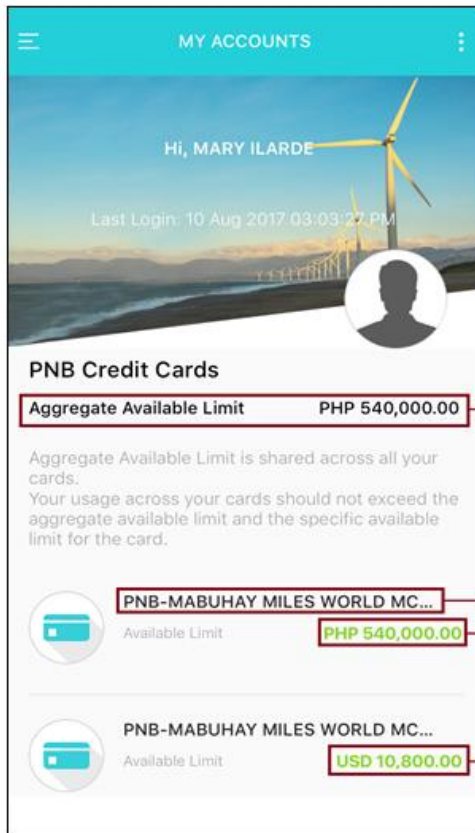 MY ACCOUNTS
Hi, MARY ILARDE
Last Login: 10 Aug 2017 03:03:27 PM
PNB Credit Cards
Aggregate Available Limit PHP 540,000.00
Aggregate Available Limit is shared across all your
cards.
Your usage across your cards should not exceed the
aggregate available limit and the specific available
limit for the card.
PNB-MABUHAY MILES WORLD MC...
Available Limit PHP 540,000.00
PNB-MABUHAY MILES WORLD MC...
Available Limit USD 10,800.00